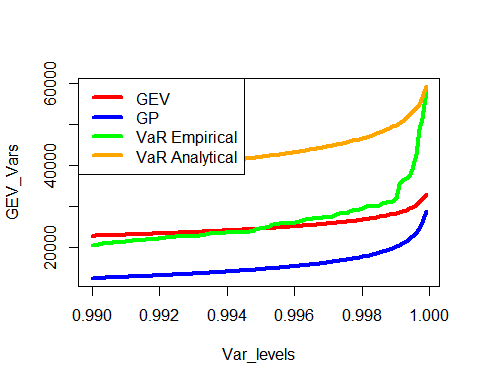 GEV
GP
VaR Empirical
VaR Analytical
GEV_Vars
20000
40000
60000
0.990
0.992
0.994
0.996
0.998
1.000
Var_levels